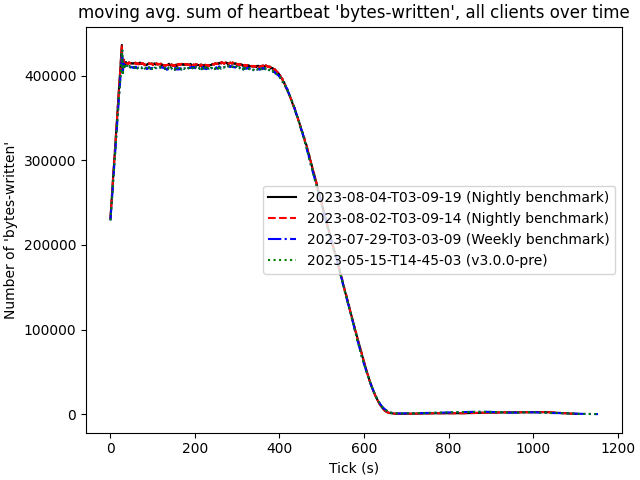 moving avg. sum of heartbeat 'bytes-written', all clients over time
Number of 'bytes-written'
400000
300000
200000
100000
0
2023-08-04-T03-09-19 (Nightly benchmark)
2023-08-02-T03-09-14 (Nightly benchmark)
2023-07-29-T03-03-09 (Weekly benchmark)
2023-05-15-T14-45-03 (v3.0.0-pre)
0 200 400 600 800 1000 1200
Tick (s)